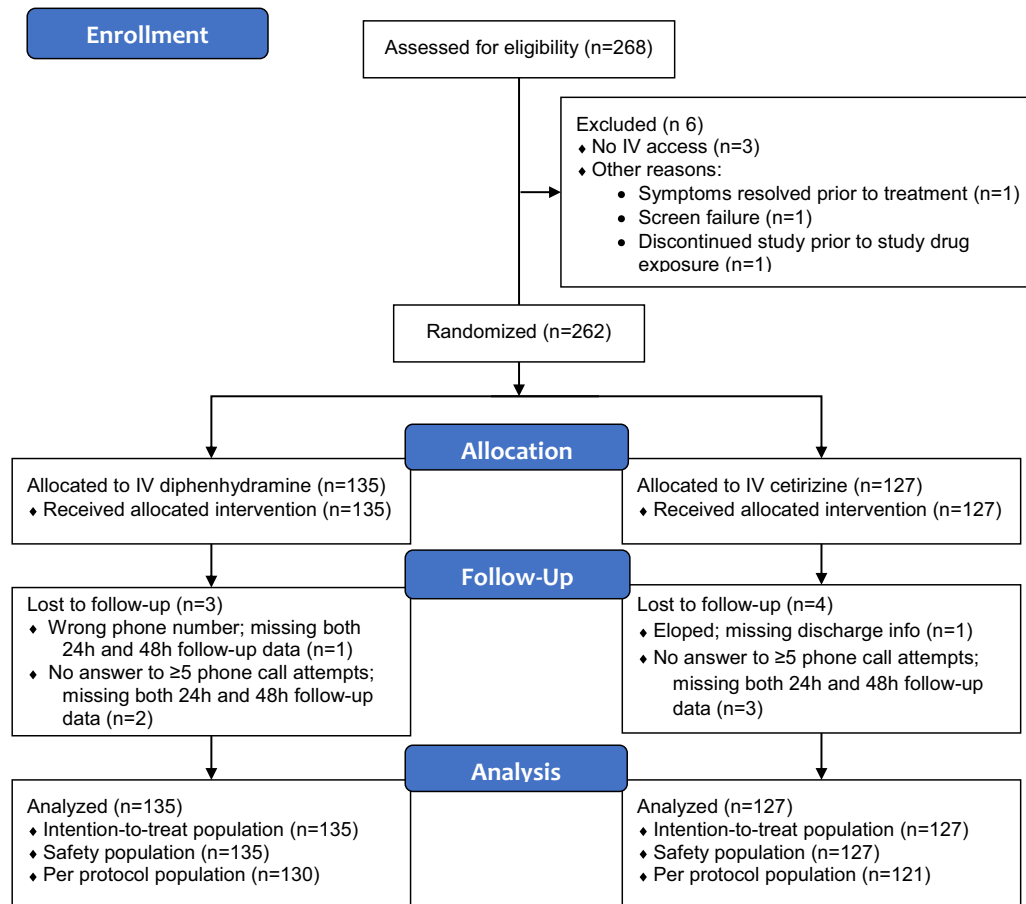 Enrollment
Assessed for eligibility (n=268)
Excluded (n 6)
♦ No IV access (n=3)
♦ Other reasons:
• Symptoms resolved prior to treatment (n=1)
• Screen failure (n=1)
• Discontinued study prior to study drug
exposure (n=1)
Randomized (n=262)
Allocation
Allocated to IV diphenhydramine (n=135)
♦ Received allocated intervention (n=135)
Allocated to IV cetirizine (n=127)
♦ Received allocated intervention (n=127)
Follow-Up
Lost to follow-up (n=3)
♦ Wrong phone number; missing both
24h and 48h follow-up data (n=1)
♦ No answer to ≥5 phone call attempts;
missing both 24h and 48h follow-up
data (n=2)
Lost to follow-up (n=4)
♦ Eloped; missing discharge info (n=1)
♦ No answer to ≥5 phone call attempts;
missing both 24h and 48h follow-up
data (n=3)
Analysis
Analyzed (n=135)
♦ Intention-to-treat population (n=135)
♦ Safety population (n=135)
♦ Per protocol population (n=130)
Analyzed (n=127)
♦ Intention-to-treat population (n=127)
♦ Safety population (n=127)
♦ Per protocol population (n=121)